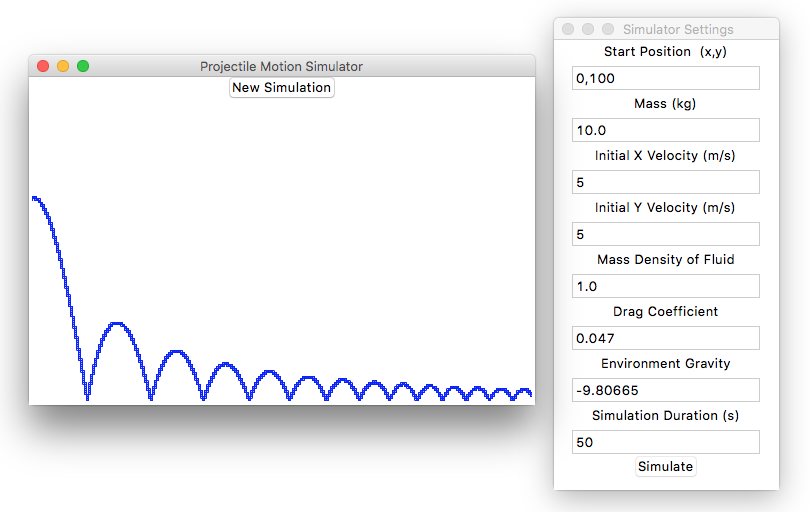 Projectile Motion Simulator
New Simulation
Simulator Settings
Start Position  (x,y)
0,100
Mass (kg)
10.0
Initial X Velocity (m/s)
5
Initial Y Velocity (m/s)
5
Mass Density of Fluid
1.0
Drag Coefficient
0.047
Environment Gravity
-9.80665
Simulation Duration (s)
50
Simulate